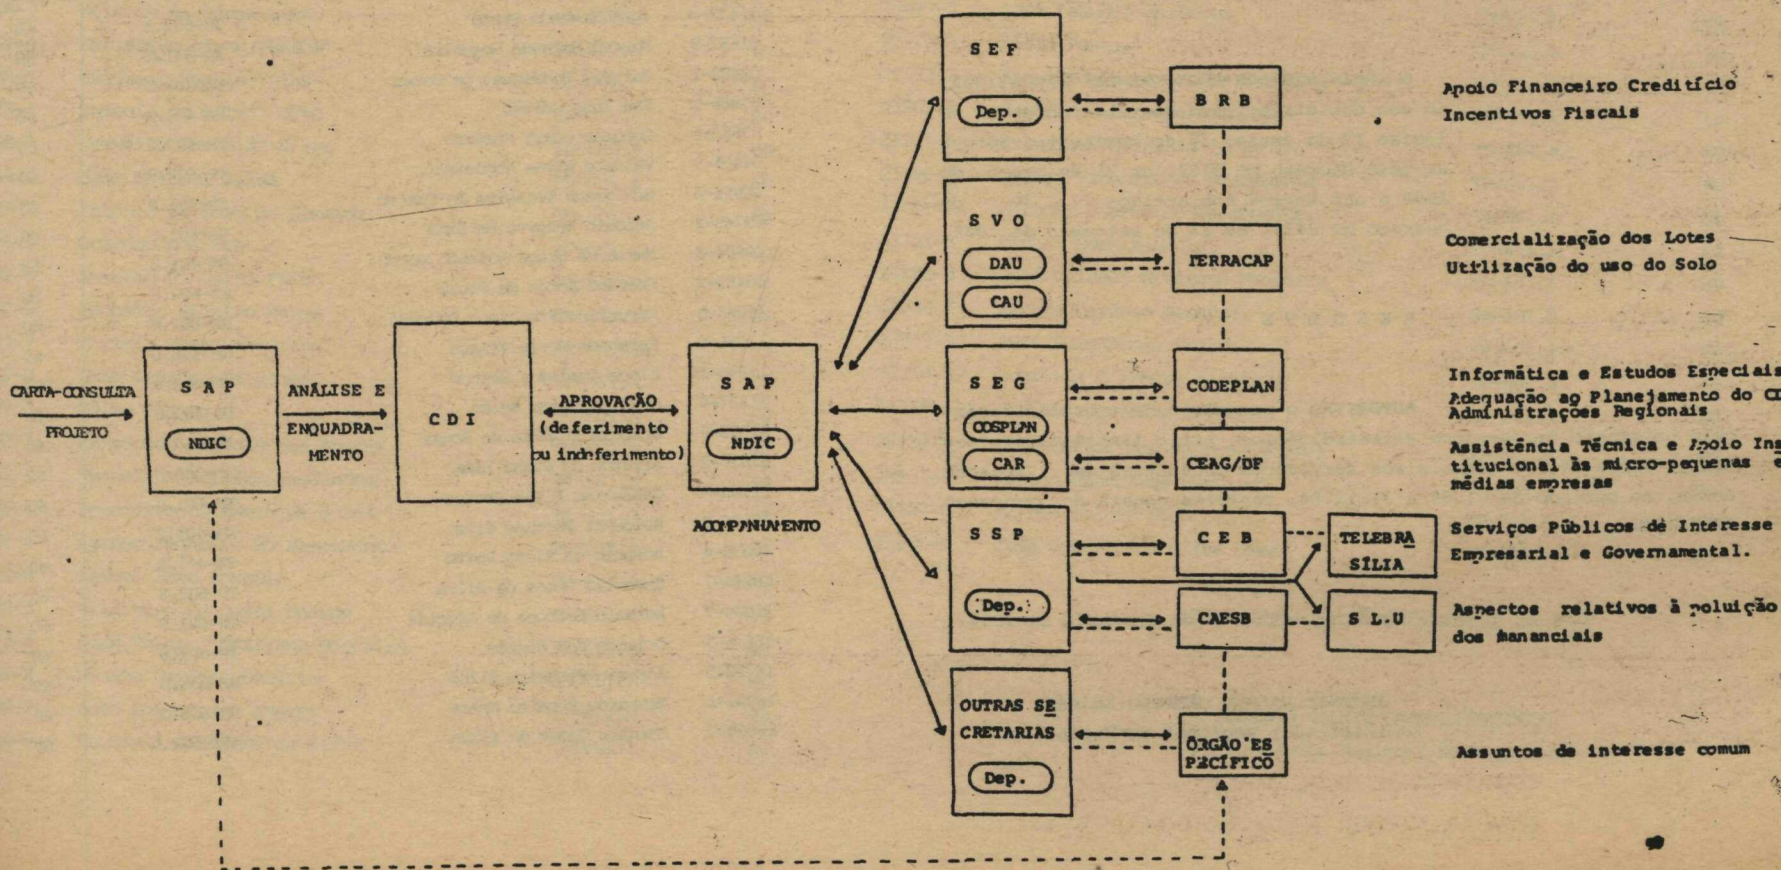 CARTA-CONSULTA
PROJETO
S A P
NDIC
ANÁLISE E
ENQUADRA-
MENTO
C D I
APROVAÇÃO
(deferimento
ou indeferimento)
S A P
NDIC
ACOMPANHAMENTO
S E F
Dep.
B R B
Apoio Financeiro Creditício
Incentivos Fiscais
S V O
DAU
CAU
TERRACAP
Comercialização dos Lotes
Utilização do uso do Solo
S E G
COSPLAN
CAR
CODEPLAN
Informática e Estudos Especiais
Adequação ao Planejamento do
Administrações Regionais
CEAG/DF
Assistência Técnica e Apoio Ins
titucional às micro-pequenas e
médias empresas
S S P
Dep.
C E B
TELEBRA
SÍLIA
Serviços Públicos de Interesse
Empresarial e Governamental.
CAESB
S L.U
Aspectos relativos à poluição
dos mananciais
OUTRAS SE
CRETARIAS
Dep.
ÓRGÃO ES
PECÍFICO
Assuntos de interesse comum